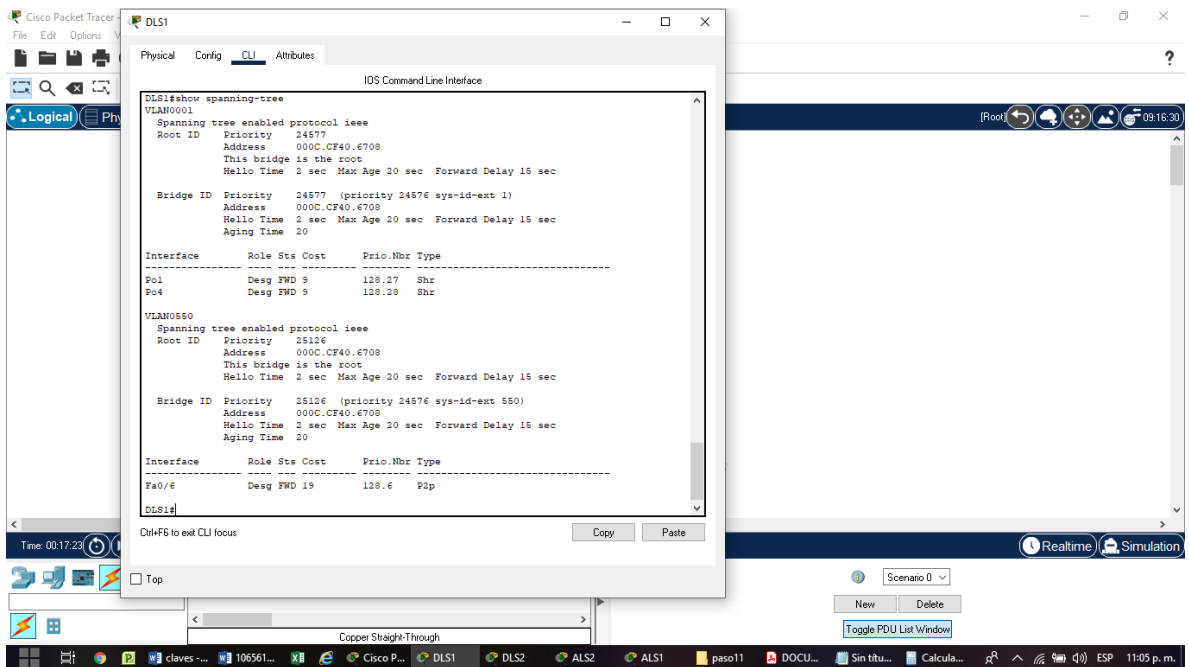 Cisco Packet Tracer
DLS1
File Edit Options
Physical Config CLI Attributes
IOS Command Line Interface
Logical
[Root]
09:16:30
DLS1#show spanning-tree
VLAN0001
Spanning tree enabled protocol ieee
Root ID Priority 24577
Address 000C.CF40.6708
This bridge is the root
Hello Time 2 sec Max Age 20 sec Forward Delay 15 sec
Bridge ID Priority 24577 (priority 24576 sys-id-ext 1)
Address 000C.CF40.6708
Hello Time 2 sec Max Age 20 sec Forward Delay 15 sec
Aging Time 20
Interface Role Sts Cost Prio.Nbr Type
---------------- ---- --- --------- -------- --------------------------------
Po1 Desg FWD 9 128.27 Shr
Po4 Desg FWD 9 128.28 Shr
VLAN0550
Spanning tree enabled protocol ieee
Root ID Priority 25126
Address 000C.CF40.6708
This bridge is the root
Hello Time 2 sec Max Age 20 sec Forward Delay 15 sec
Bridge ID Priority 25126 (priority 24576 sys-id-ext 550)
Address 000C.CF40.6708
Hello Time 2 sec Max Age 20 sec Forward Delay 15 sec
Aging Time 20
Interface Role Sts Cost Prio.Nbr Type
---------------- ---- --- --------- -------- --------------------------------
Fa0/6 Desg FWD 19 128.6 P2p
DLS1#
Ctrl+F6 to exit CLI focus
Copy Paste
Top
Time: 00:17:23
Realtime Simulation
Scenario 0
New Delete
Toggle PDU List Window
Copper Straight-Through
claves -... 106561... Cisco P... DLS1 DLS2 ALS2 ALS1 paso11 DOCU... Sin títu... Calcula... ESP 11:05 p. m.